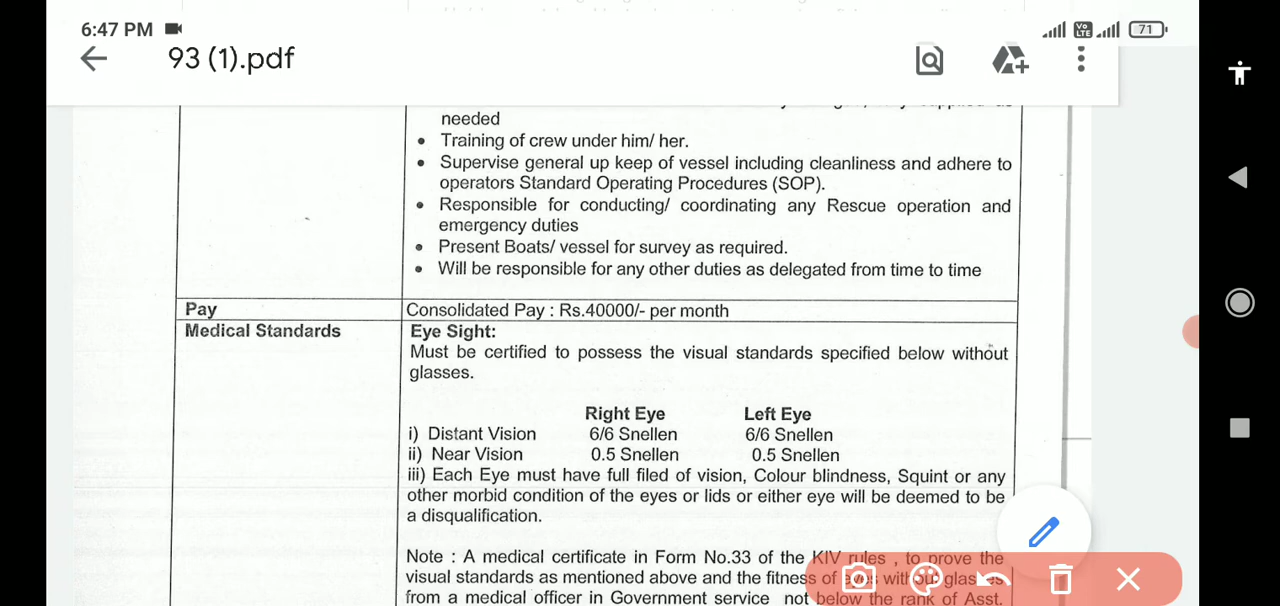 6:47 PM
71
93 (1).pdf
needed
• Training of crew under him/ her.
• Supervise general up keep of vessel including cleanliness and adhere to
operators Standard Operating Procedures (SOP).
• Responsible for conducting/ coordinating any Rescue operation and
emergency duties
• Present Boats/ vessel for survey as required.
• Will be responsible for any other duties as delegated from time to time
Pay Consolidated Pay : Rs.40000/- per month
Medical Standards Eye Sight:
Must be certified to possess the visual standards specified below without
glasses.
Right Eye Left Eye
i) Distant Vision 6/6 Snellen 6/6 Snellen
ii) Near Vision 0.5 Snellen 0.5 Snellen
iii) Each Eye must have full filed of vision, Colour blindness, Squint or any
other morbid condition of the eyes or lids or either eye will be deemed to be
a disqualification.
Note : A medical certificate in Form No.33 of the KIV rules , to prove the
visual standards as mentioned above and the fitness of eyes without glasses
from a medical officer in Government service not below the rank of Asst.